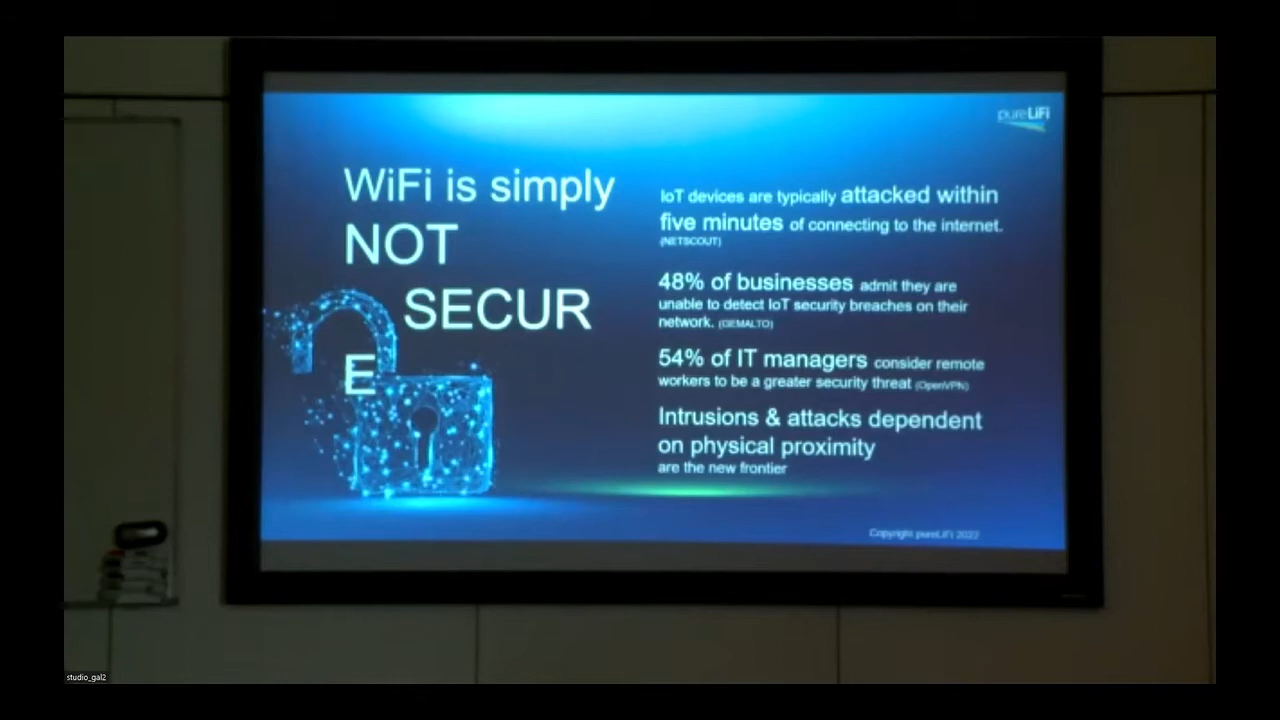 pureLiFi
WiFi is simply
NOT
SECUR
E
IoT devices are typically attacked within
five minutes of connecting to the internet.
(NETSCOUT)
48% of businesses admit they are
unable to detect IoT security breaches on their
network. (GEMALTO)
54% of IT managers consider remote
workers to be a greater security threat (OpenVPN)
Intrusions & attacks dependent
on physical proximity
are the new frontier
Copyright pureLiFi 2022
studio_gal2